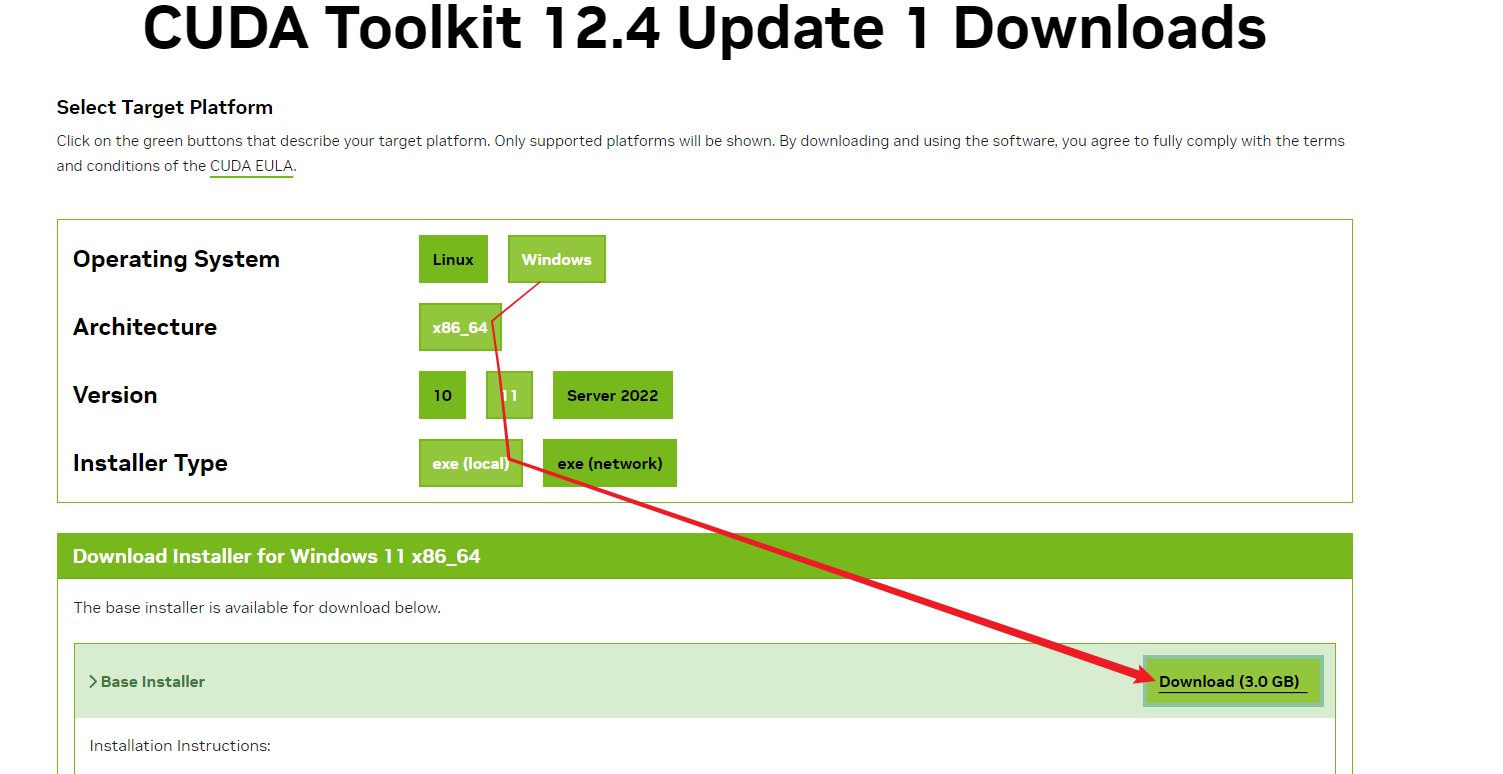 CUDA Toolkit 12.4 Update 1 Downloads
Select Target Platform
Click on the green buttons that describe your target platform. Only supported platforms will be shown. By downloading and using the software, you agree to fully comply with the terms
and conditions of the CUDA EULA.
Operating System Linux Windows
Architecture x86_64
Version 10 11 Server 2022
Installer Type exe (local) exe (network)
Download Installer for Windows 11 x86_64
The base installer is available for download below.
Base Installer Download (3.0 GB)
Installation Instructions: